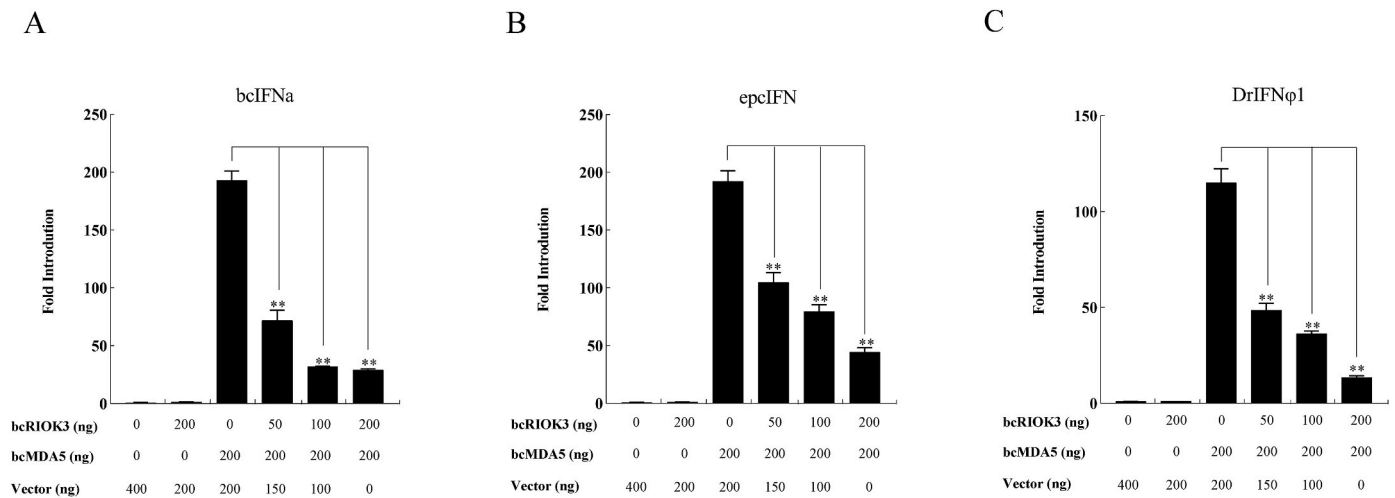 A
bcIFNa
250
200
150
100
50
0
Fold Introdution
** ** **
bcRIOK3 (ng) 0 200 0 50 100 200
bcMDA5 (ng) 0 0 200 200 200 200
Vector (ng) 400 200 200 150 100 0
B
epcIFN
250
200
150
100
50
0
Fold Introdution
** ** **
bcRIOK3 (ng) 0 200 0 50 100 200
bcMDA5 (ng) 0 0 200 200 200 200
Vector (ng) 400 200 200 150 100 0
C
DrIFNφ1
150
100
50
0
Fold Introdution
** ** **
bcRIOK3 (ng) 0 200 0 50 100 200
bcMDA5 (ng) 0 0 200 200 200 200
Vector (ng) 400 200 200 150 100 0